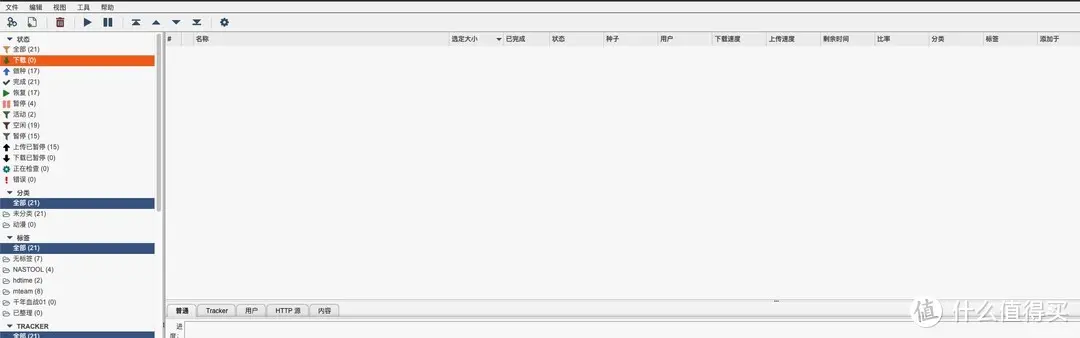 文件 编辑 视图 工具 帮助
# 名称 选定大小 已完成 状态 种子 用户 下载速度 上传速度 剩余时间 比率 分类 标签 添加于
状态
全部 (21)
下载 (0)
做种 (17)
完成 (21)
恢复 (17)
暂停 (4)
活动 (2)
空闲 (19)
暂停 (15)
上传已暂停 (15)
下载已暂停 (0)
正在检查 (0)
错误 (0)
分类
全部 (21)
未分类 (21)
动漫 (0)
标签
全部 (21)
无标签 (7)
NASTOOL (4)
hdtime (2)
mteam (8)
千年血战01 (0)
已整理 (0)
TRACKER
全部 (21)
普通 Tracker 用户 HTTP 源 内容
进
度:
值 什么值得买